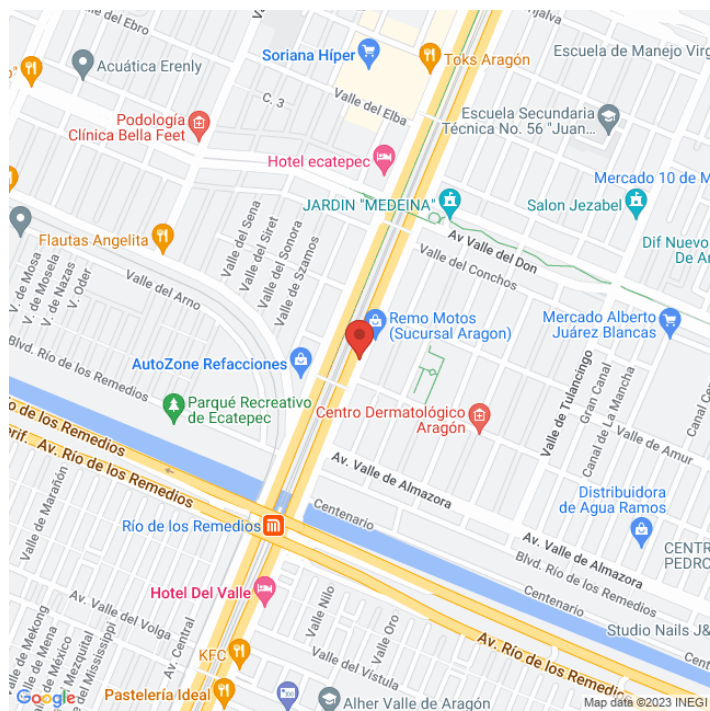 Valle del Ebro
Acuática Erenly
Soriana Híper
Toks Aragón
Escuela de Manejo Virg
C. 3
Valle del Elba
Podología
Clínica Bella Feet
Escuela Secundaria
Técnica No. 56 "Juan...
Hotel ecatepec
Mercado 10 de M
JARDIN "MEDEINA"
Salon Jezabel
Flautas Angelita
Valle del Sena
Valle del Siret
Valle del Sonora
Valle de Szamos
Av Valle del Don
Valle del Conchos
Dif Nuevo
De Ar
V. de Mosa
V. de Mosela
V. de Nazas
V. Oder
Valle del Arno
Remo Motos
(Sucursal Aragon)
Mercado Alberto
Juárez Blancas
Blvd. Río de los Remedios
AutoZone Refacciones
Parqué Recreativo
de Ecatepec
Centro Dermatológico
Aragón
Valle de Tulancingo
Gran Canal
Canal de La Mancha
Canal Ce
Valle de Amur
Río de los Remedios
erif. Av. Río de los Remedios
Av. Valle de Almazora
Distribuidora
de Agua Ramos
Valle de Marañón
Río de los Remedios
Centenario
Av. Valle de Almazora
Blvd. Río de los Remedios
CENTR
PEDRO
Centenario
Hotel Del Valle
Valle Nilo
Valle Oro
Av. Valle del Volga
Av. Central
Studio Nails J&
Av. Río de los Remedios
Cent
KFC
Valle del Vístula
Pastelería Ideal
Alher Valle de Aragón
Google
Map data ©2023 INEGI